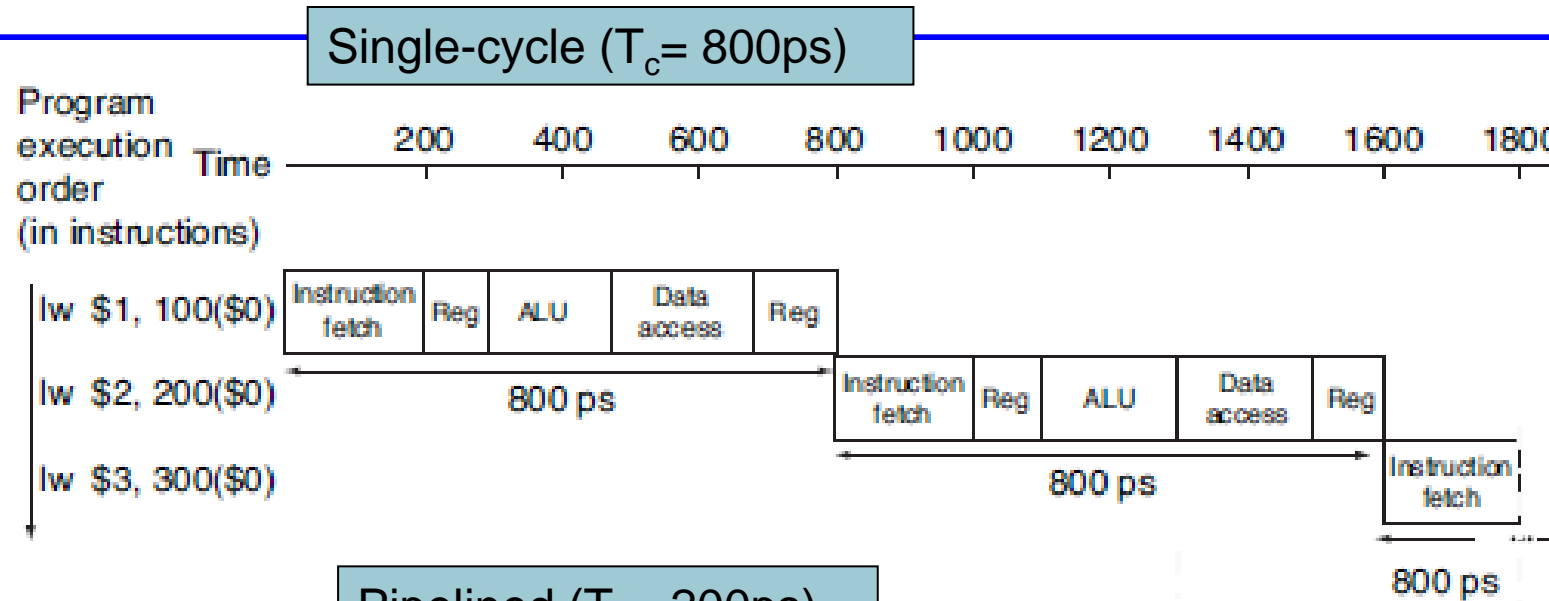 Single-cycle (Tc= 800ps)
Program
execution
order
(in instructions)
Time
200 400 600 800 1000 1200 1400 1600 1800
lw $1, 100($0)
Instruction
fetch
Reg
ALU
Data
access
Reg
800 ps
lw $2, 200($0)
Instruction
fetch
Reg
ALU
Data
access
Reg
800 ps
lw $3, 300($0)
Instruction
fetch
800 ps
Pipelined